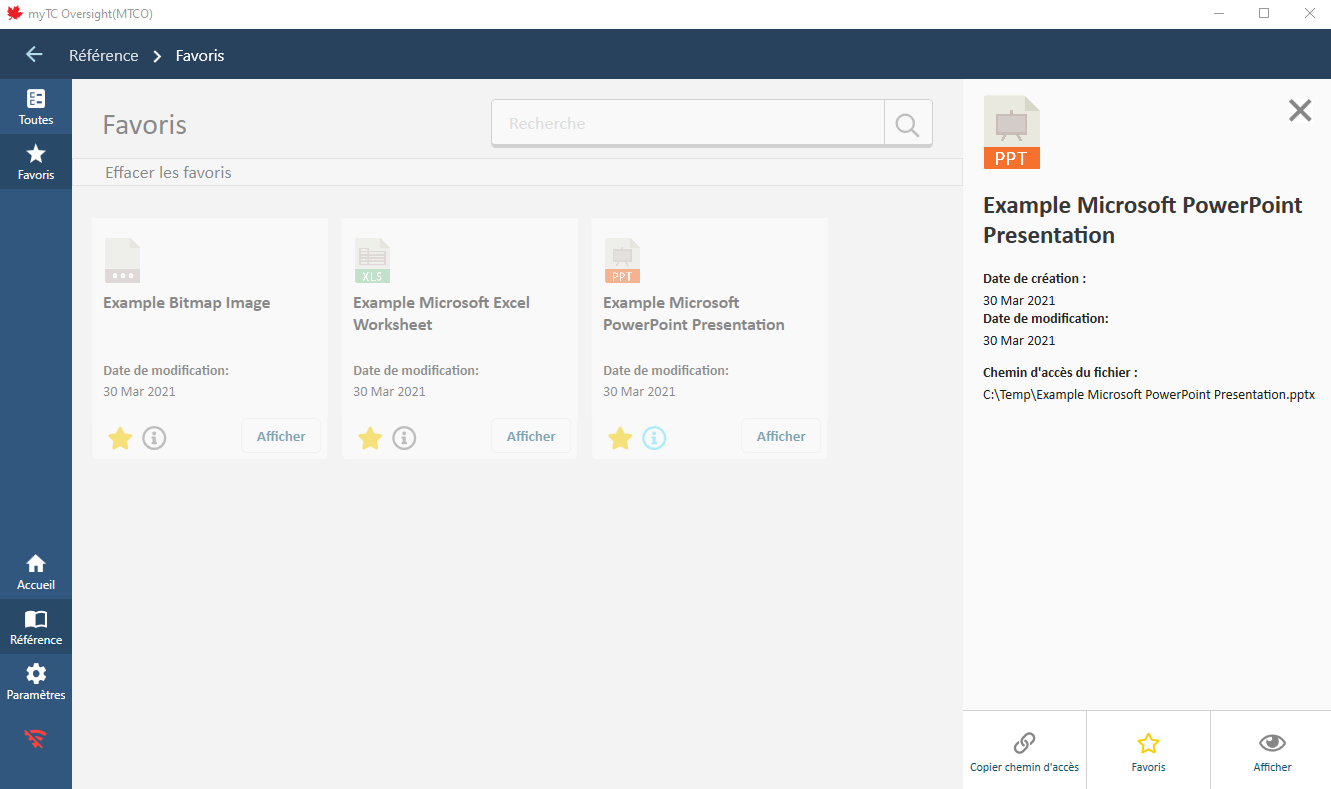 myTC Oversight(MTCO)
Référence
Favoris
Toutes
Favoris
Accueil
Référence
Paramètres
Favoris
Recherche
Effacer les favoris
Example Bitmap Image
Date de modification:
30 Mar 2021
Afficher
XLS
Example Microsoft Excel
Worksheet
Date de modification:
30 Mar 2021
Afficher
PPT
Example Microsoft
PowerPoint Presentation
Date de modification:
30 Mar 2021
Afficher
PPT
Example Microsoft PowerPoint
Presentation
Date de création :
30 Mar 2021
Date de modification:
30 Mar 2021
Chemin d'accès du fichier :
C:\Temp\Example Microsoft PowerPoint Presentation.pptx
Copier chemin d'accès
Favoris
Afficher